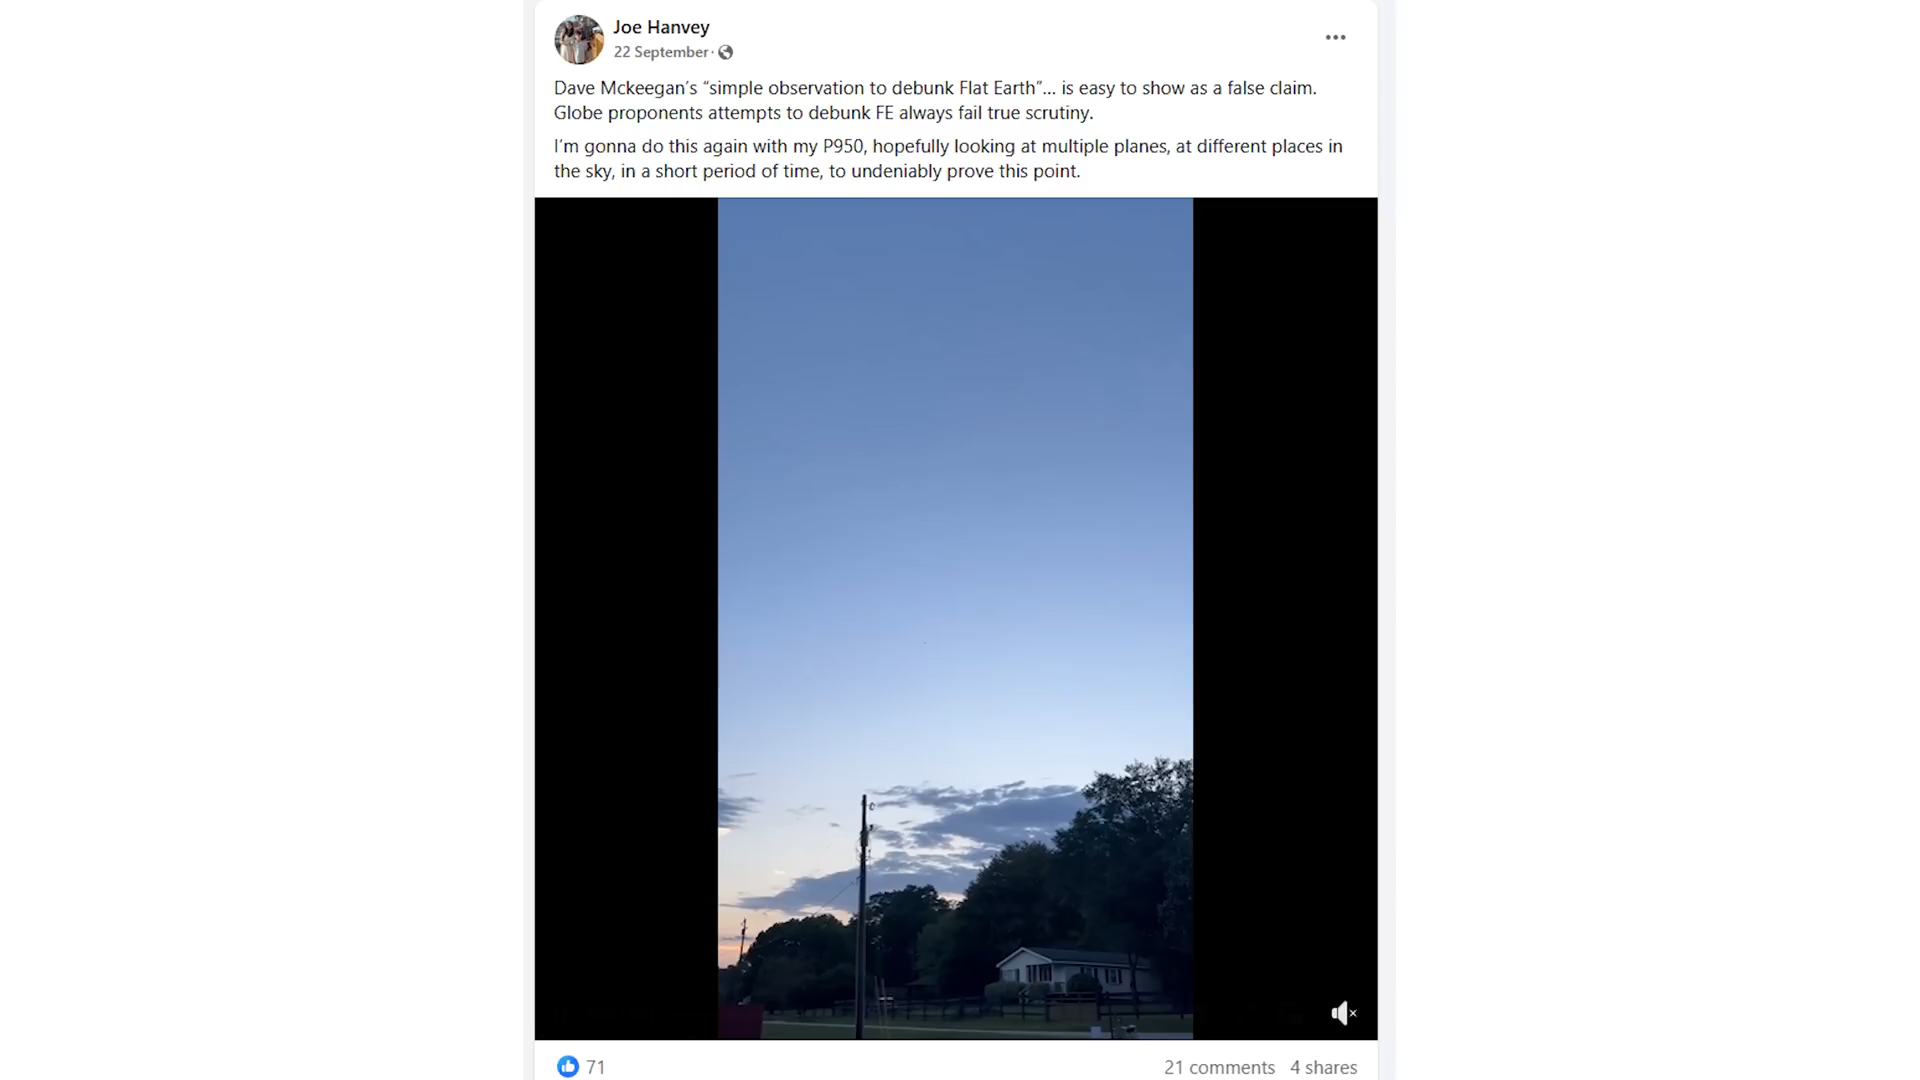 Joe Hanvey
22 September ·
Dave Mckeegan's “simple observation to debunk Flat Earth”... is easy to show as a false claim.
Globe proponents attempts to debunk FE always fail true scrutiny.
I'm gonna do this again with my P950, hopefully looking at multiple planes, at different places in
the sky, in a short period of time, to undeniably prove this point.
71
21 comments 4 shares